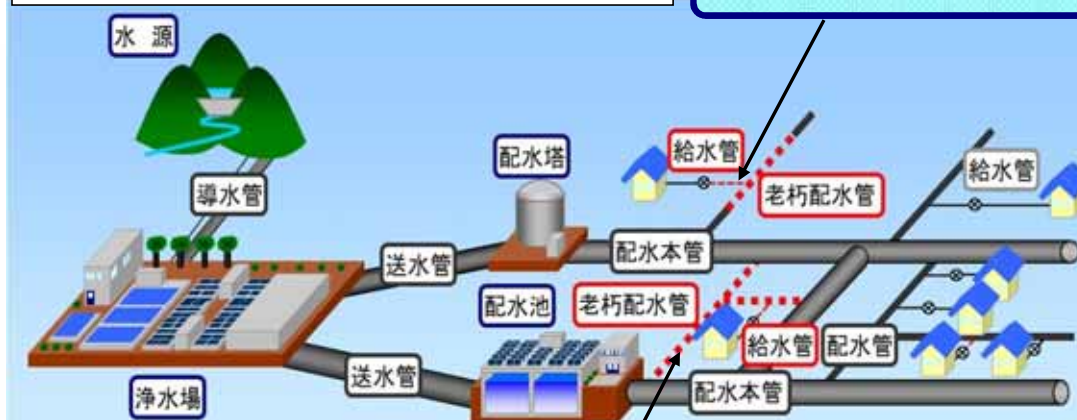 水 源
導水管
配水塔
給水管
老朽配水管
給水管
送水管
配水本管
配水池
老朽配水管
給水管
配水管
送水管
配水本管
浄水場